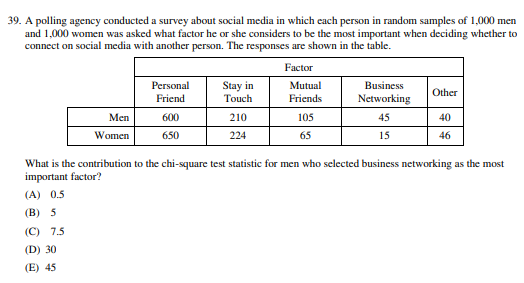 39. A polling agency conducted a survey about social media in which each person in random samples of 1,000 men
and 1,000 women was asked what factor he or she considers to be the most important when deciding whether to
connect on social media with another person. The responses are shown in the table.
Factor
Personal Friend Stay in Touch Mutual Friends Business Networking Other
Men 600 210 105 45 40
Women 650 224 65 15 46
What is the contribution to the chi-square test statistic for men who selected business networking as the most
important factor?
(A) 0.5
(B) 5
(C) 7.5
(D) 30
(E) 45